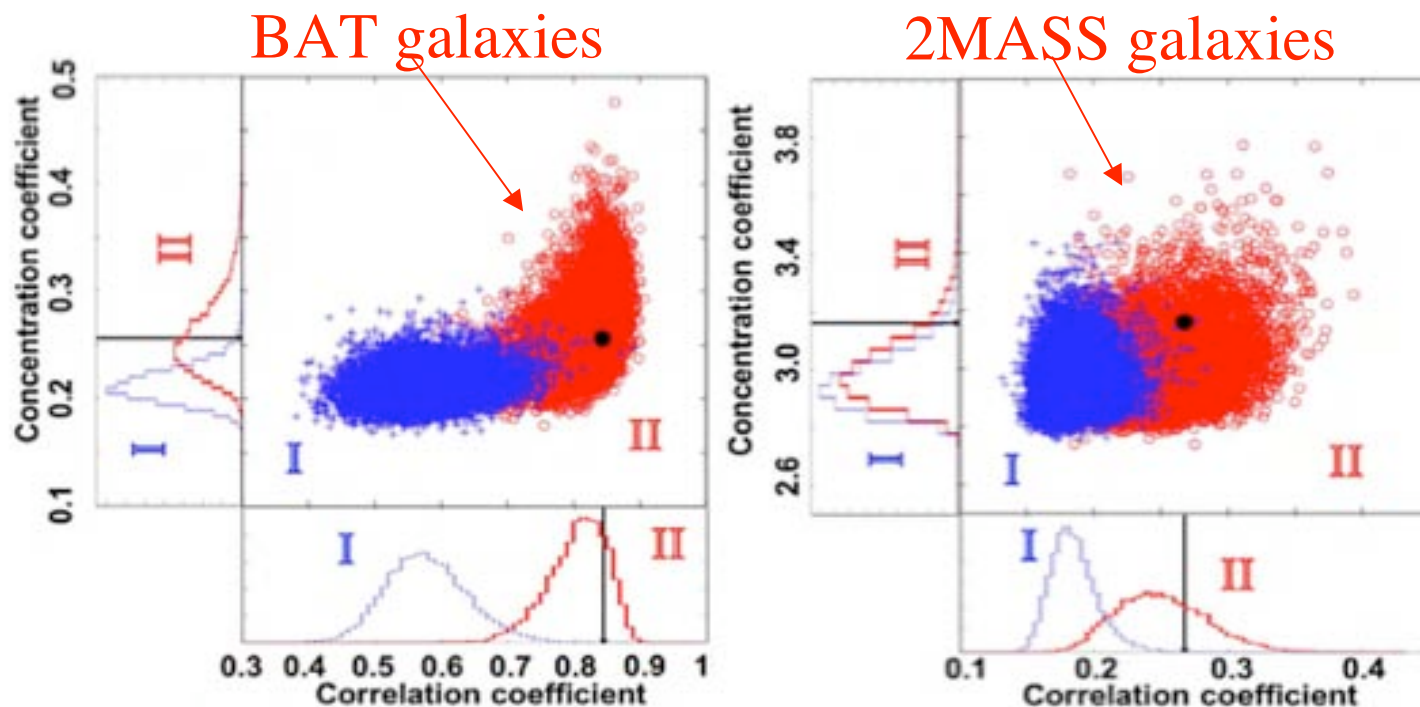 BAT galaxies
2MASS galaxies
Concentration coefficient
0.5
0.4
0.3
0.2
0.1
II
I
I
II
I
II
0.3 0.4 0.5 0.6 0.7 0.8 0.9 1
Correlation coefficient
Concentration coefficient
3.8
3.4
3.0
2.6
II
I
I
II
I
II
0.1 0.2 0.3 0.4
Correlation coefficient